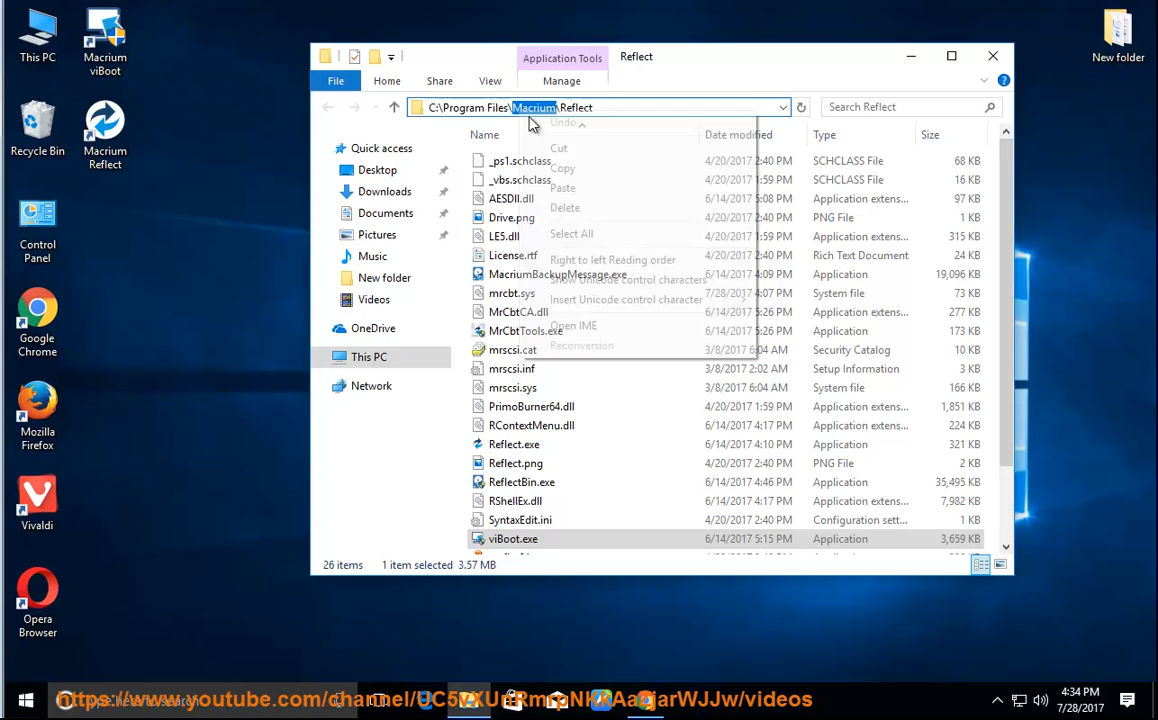 This PC
Macrium
viBoot
Recycle Bin
Macrium
Reflect
Control
Panel
Google
Chrome
Mozilla
Firefox
Vivaldi
Opera
Browser
New folder
Application Tools
Reflect
File
Home
Share
View
Manage
C:\Program Files\Macrium\Reflect
Search Reflect
Quick access
Desktop
Downloads
Documents
Pictures
Music
New folder
Videos
OneDrive
This PC
Network
Name
Date modified
Type
Size
_ps1.schclass 4/20/2017 2:40 PM SCHCLASS File 68 KB
_vbs.schclass 4/20/2017 1:59 PM SCHCLASS File 16 KB
AESDll.dll 6/14/2017 5:08 PM Application extens... 97 KB
Drive.png 4/20/2017 2:40 PM PNG File 1 KB
LE5.dll 4/20/2017 1:59 PM Application extens... 315 KB
License.rtf 4/20/2017 2:40 PM Rich Text Document 24 KB
MacriumBackupMessage.exe 6/14/2017 4:09 PM Application 19,096 KB
mrcbt.sys 7/28/2017 4:07 PM System file 73 KB
MrCbtCA.dll 6/14/2017 5:26 PM Application extens... 277 KB
MrCbtTools.exe 6/14/2017 5:26 PM Application 173 KB
mrscsi.cat 3/8/2017 6:04 AM Security Catalog 10 KB
mrscsi.inf 3/8/2017 2:02 AM Setup Information 3 KB
mrscsi.sys 3/8/2017 6:04 AM System file 166 KB
PrimoBurner64.dll 4/20/2017 1:59 PM Application extens... 1,851 KB
RContextMenu.dll 6/14/2017 4:17 PM Application extens... 224 KB
Reflect.exe 6/14/2017 4:10 PM Application 321 KB
Reflect.png 4/20/2017 2:40 PM PNG File 2 KB
ReflectBin.exe 6/14/2017 4:46 PM Application 35,495 KB
RShellEx.dll 6/14/2017 4:17 PM Application extens... 7,982 KB
SyntaxEdit.ini 4/20/2017 2:40 PM Configuration sett... 1 KB
viBoot.exe 6/14/2017 5:15 PM Application 3,659 KB
Undo
Cut
Copy
Paste
Delete
Select All
Right to left Reading order
Show Unicode control characters
Insert Unicode control character
Open IME
Reconversion
26 items 1 item selected 3.57 MB
https://www.youtube.com/channel/UC5vXUnRmrpNKkAagjarWJJw/videos
4:34 PM
7/28/2017